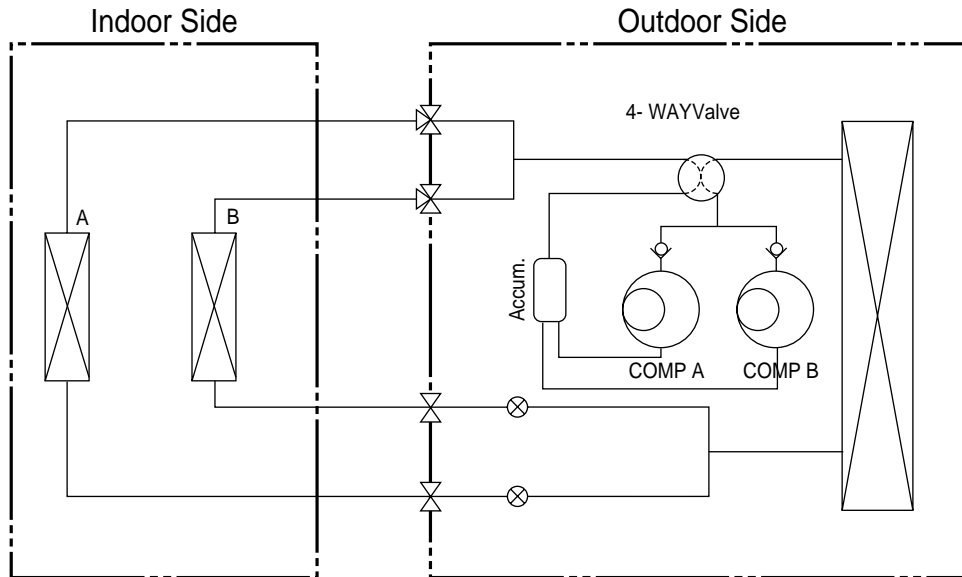 Indoor Side
Outdoor Side
4- WAYValve
A
B
Accum.
COMP A
COMP B